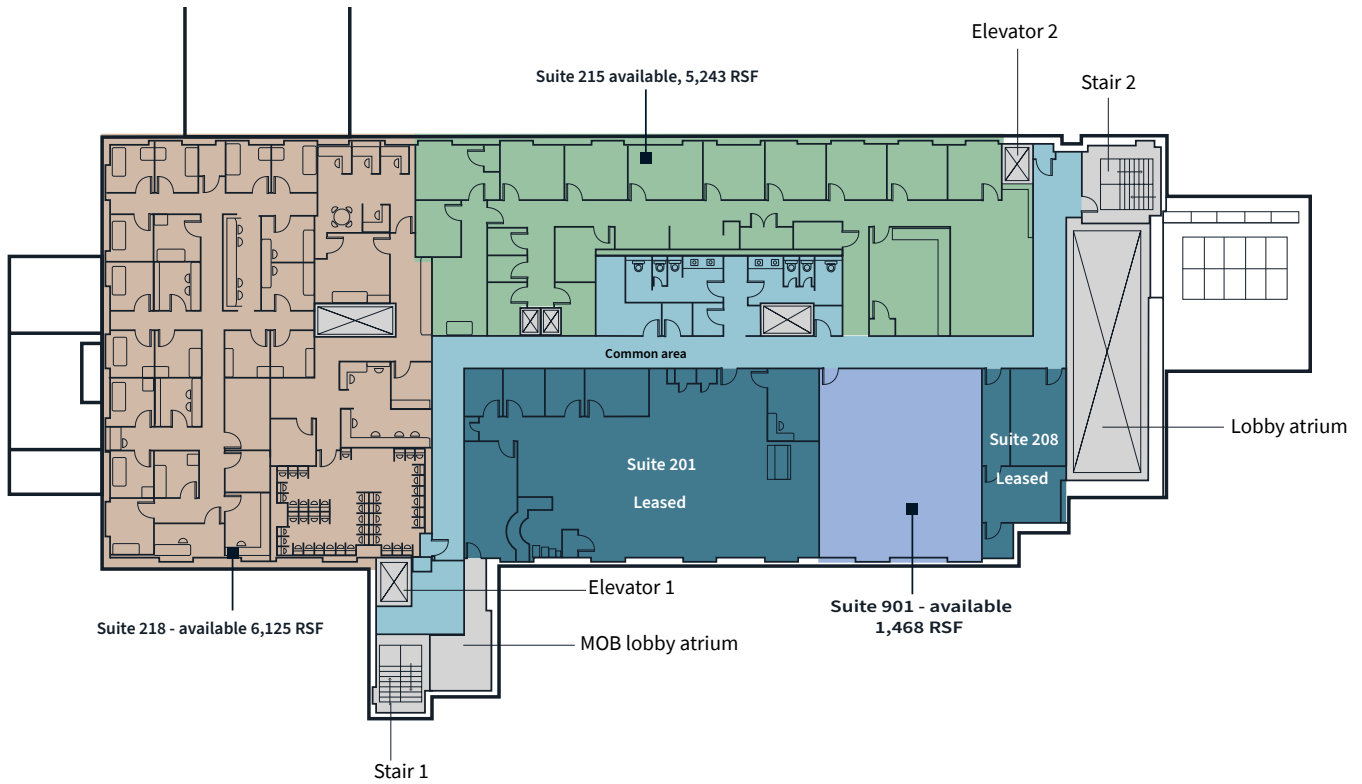 Elevator 2
Suite 215 available, 5,243 RSF
Stair 2
Common area
Lobby atrium
Suite 201
Leased
Suite 208
Leased
Elevator 1
Suite 901 - available
1,468 RSF
Suite 218 - available 6,125 RSF
MOB lobby atrium
Stair 1